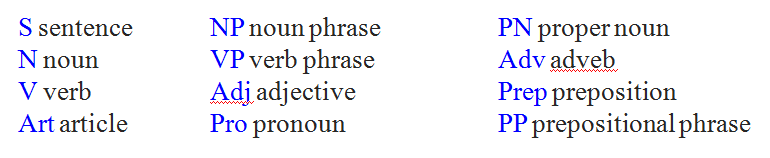 S sentence NP noun phrase PN proper noun
N noun VP verb phrase Adv adveb
V verb Adj adjective Prep preposition
Art article Pro pronoun PP prepositional phrase